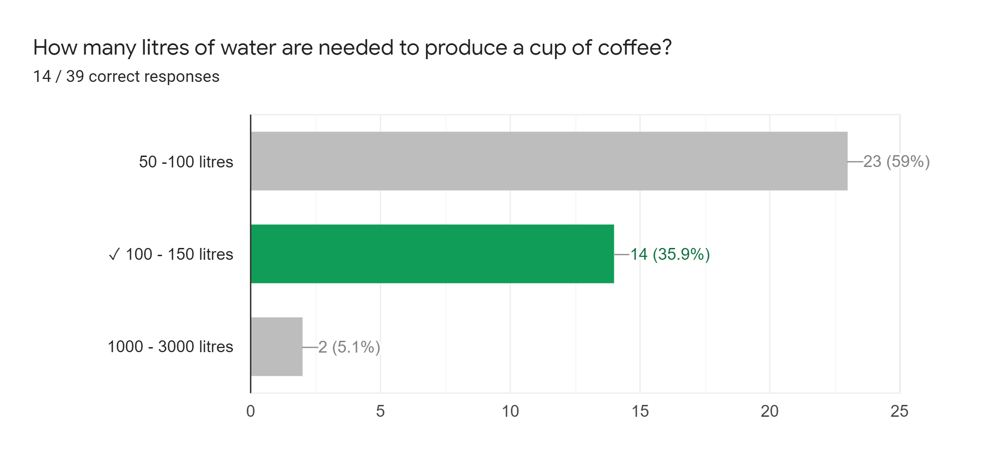 How many litres of water are needed to produce a cup of coffee?
14 / 39 correct responses
50 -100 litres
23 (59%)
✓ 100 - 150 litres
14 (35.9%)
1000 - 3000 litres
2 (5.1%)
0 5 10 15 20 25